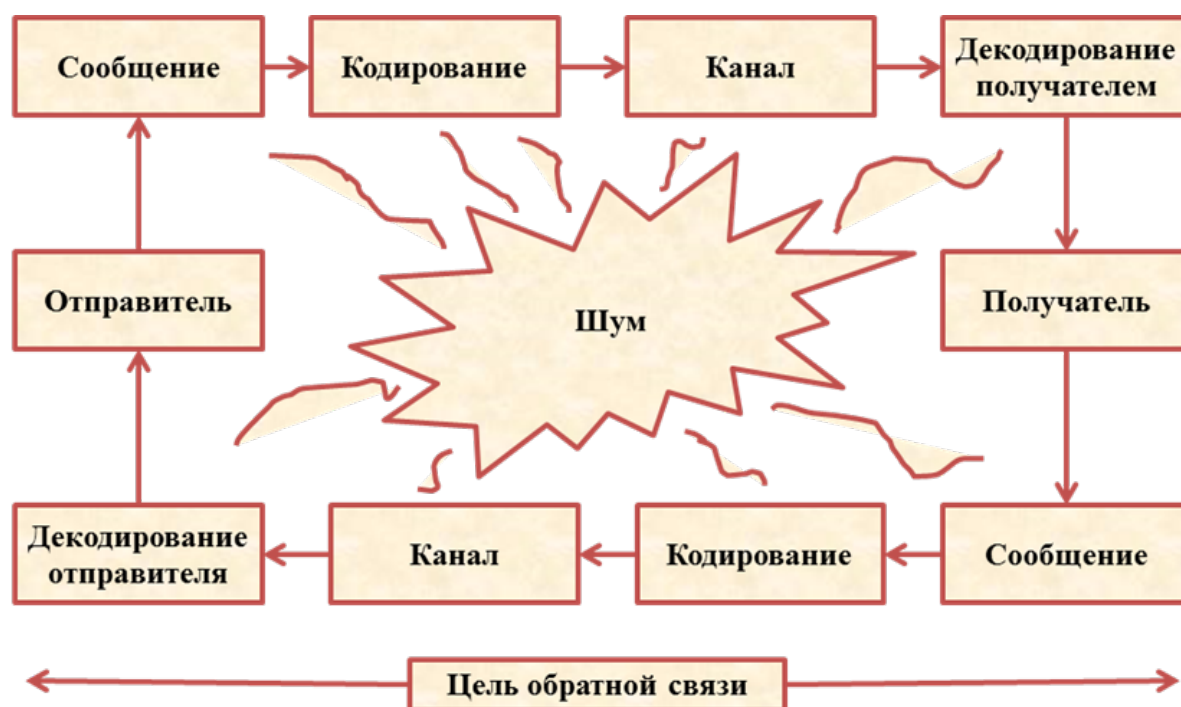 Сообщение
Кодирование
Канал
Декодирование
получателем
Отправитель
Шум
Получатель
Декодирование
отправителя
Канал
Кодирование
Сообщение
Цель обратной связи